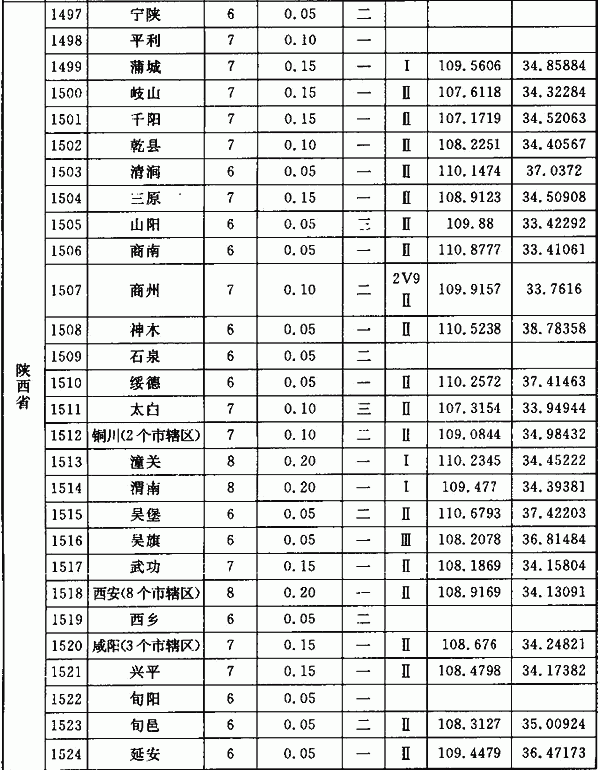 1497 宁陕 6 0.05 二
1498 平利 7 0.10 一
1499 蒲城 7 0.15 一 Ⅰ 109.5606 34.85884
1500 岐山 7 0.15 一 Ⅱ 107.6118 34.32284
1501 千阳 7 0.15 一 Ⅱ 107.1719 34.52063
1502 乾县 7 0.10 一 Ⅱ 108.2251 34.40567
1503 清涧 6 0.05 一 Ⅱ 110.1474 37.0372
1504 三原 7 0.15 一 Ⅱ 108.9123 34.50908
1505 山阳 6 0.05 三 Ⅱ 109.88 33.42292
1506 商南 6 0.05 一 Ⅱ 110.8777 33.41061
1507 商州 7 0.10 二 2V9 Ⅱ 109.9157 33.7616
1508 神木 6 0.05 一 Ⅱ 110.5238 38.78358
1509 石泉 6 0.05 二
陕西省
1510 绥德 6 0.05 一 Ⅱ 110.2572 37.41463
1511 太白 7 0.10 三 Ⅱ 107.3154 33.94944
1512 铜川(2个市辖区) 7 0.10 二 Ⅱ 109.0844 34.98432
1513 潼关 8 0.20 一 Ⅰ 110.2345 34.45222
1514 渭南 8 0.20 一 Ⅰ 109.477 34.39381
1515 吴堡 6 0.05 二 Ⅱ 110.6793 37.42203
1516 吴旗 6 0.05 一 Ⅲ 108.2078 36.81484
1517 武功 7 0.15 一 Ⅱ 108.1869 34.15804
1518 西安(8个市辖区) 8 0.20 一 Ⅱ 108.9169 34.13091
1519 西乡 6 0.05 二
1520 咸阳(3个市辖区) 7 0.15 一 Ⅱ 108.676 34.24821
1521 兴平 7 0.15 一 Ⅱ 108.4798 34.17382
1522 旬阳 6 0.05 一
1523 旬邑 6 0.05 二 Ⅱ 108.3127 35.00924
1524 延安 6 0.05 一 Ⅱ 109.4479 36.47173